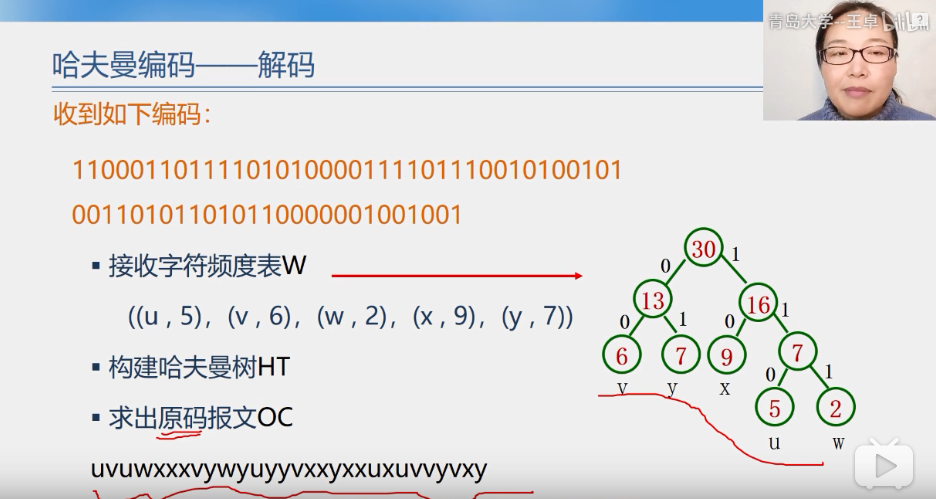 青岛大学-王卓 bilibili
哈夫曼编码——解码
收到如下编码：
11000110111101010000111101110010100101
001101011010110000001001001
▪ 接收字符频度表W
((u , 5),  (v , 6),  (w , 2),  (x , 9),  (y , 7))
▪ 构建哈夫曼树HT
▪ 求出原码报文OC
uvuwxxxvywyuyyvxxyxxuxuvvyvxy
30
0 1
13 16
0 1 0 1
6 7 9 7
v y x 0 1
5 2
u w